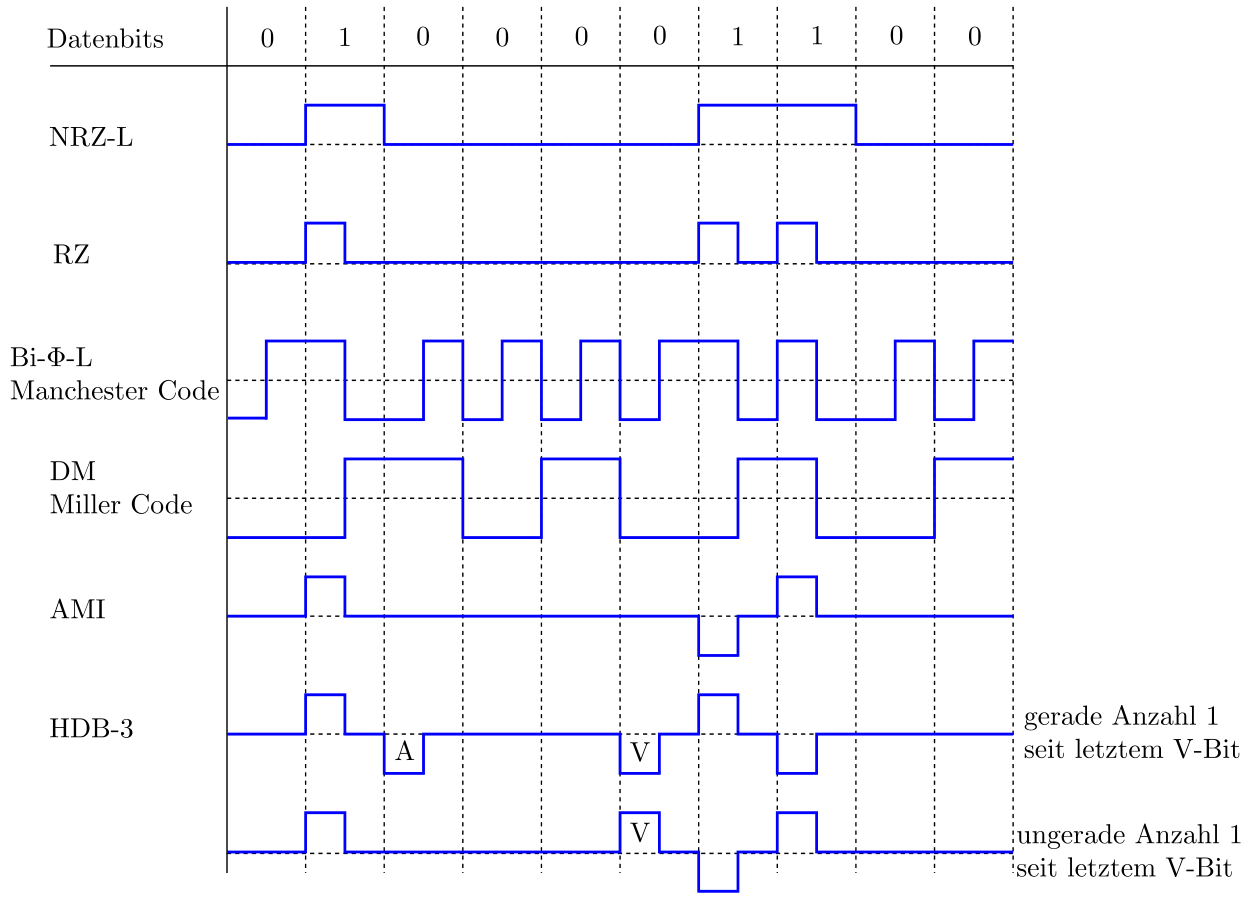 Datenbits 0 1 0 0 0 0 1 1 0 0
NRZ-L
RZ
Bi-Φ-L
Manchester Code
DM
Miller Code
AMI
HDB-3
A
V
gerade Anzahl 1
seit letztem V-Bit
V
ungerade Anzahl 1
seit letztem V-Bit